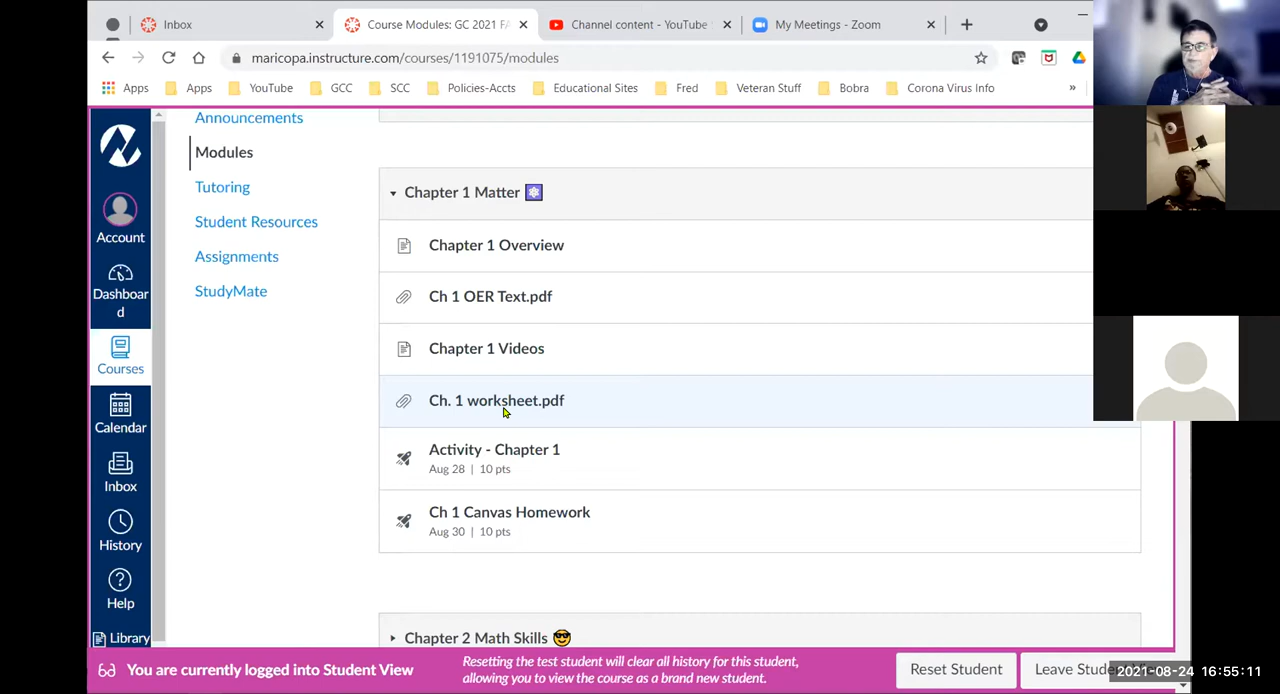 Inbox
Course Modules: GC 2021 FA
Channel content - YouTube
My Meetings - Zoom
maricopa.instructure.com/courses/1191075/modules
Apps
Apps
YouTube
GCC
SCC
Policies-Accts
Educational Sites
Fred
Veteran Stuff
Bobra
Corona Virus Info
»
Account
Dashboar
d
Courses
Calendar
Inbox
History
Help
Library
Announcements
Modules
Tutoring
Student Resources
Assignments
StudyMate
Chapter 1 Matter
Chapter 1 Overview
Ch 1 OER Text.pdf
Chapter 1 Videos
Ch. 1 worksheet.pdf
Activity - Chapter 1
Aug 28 | 10 pts
Ch 1 Canvas Homework
Aug 30 | 10 pts
Chapter 2 Math Skills
You are currently logged into Student View
Resetting the test student will clear all history for this student,
allowing you to view the course as a brand new student.
Reset Student
Leave
2021-08-24 16:55:11